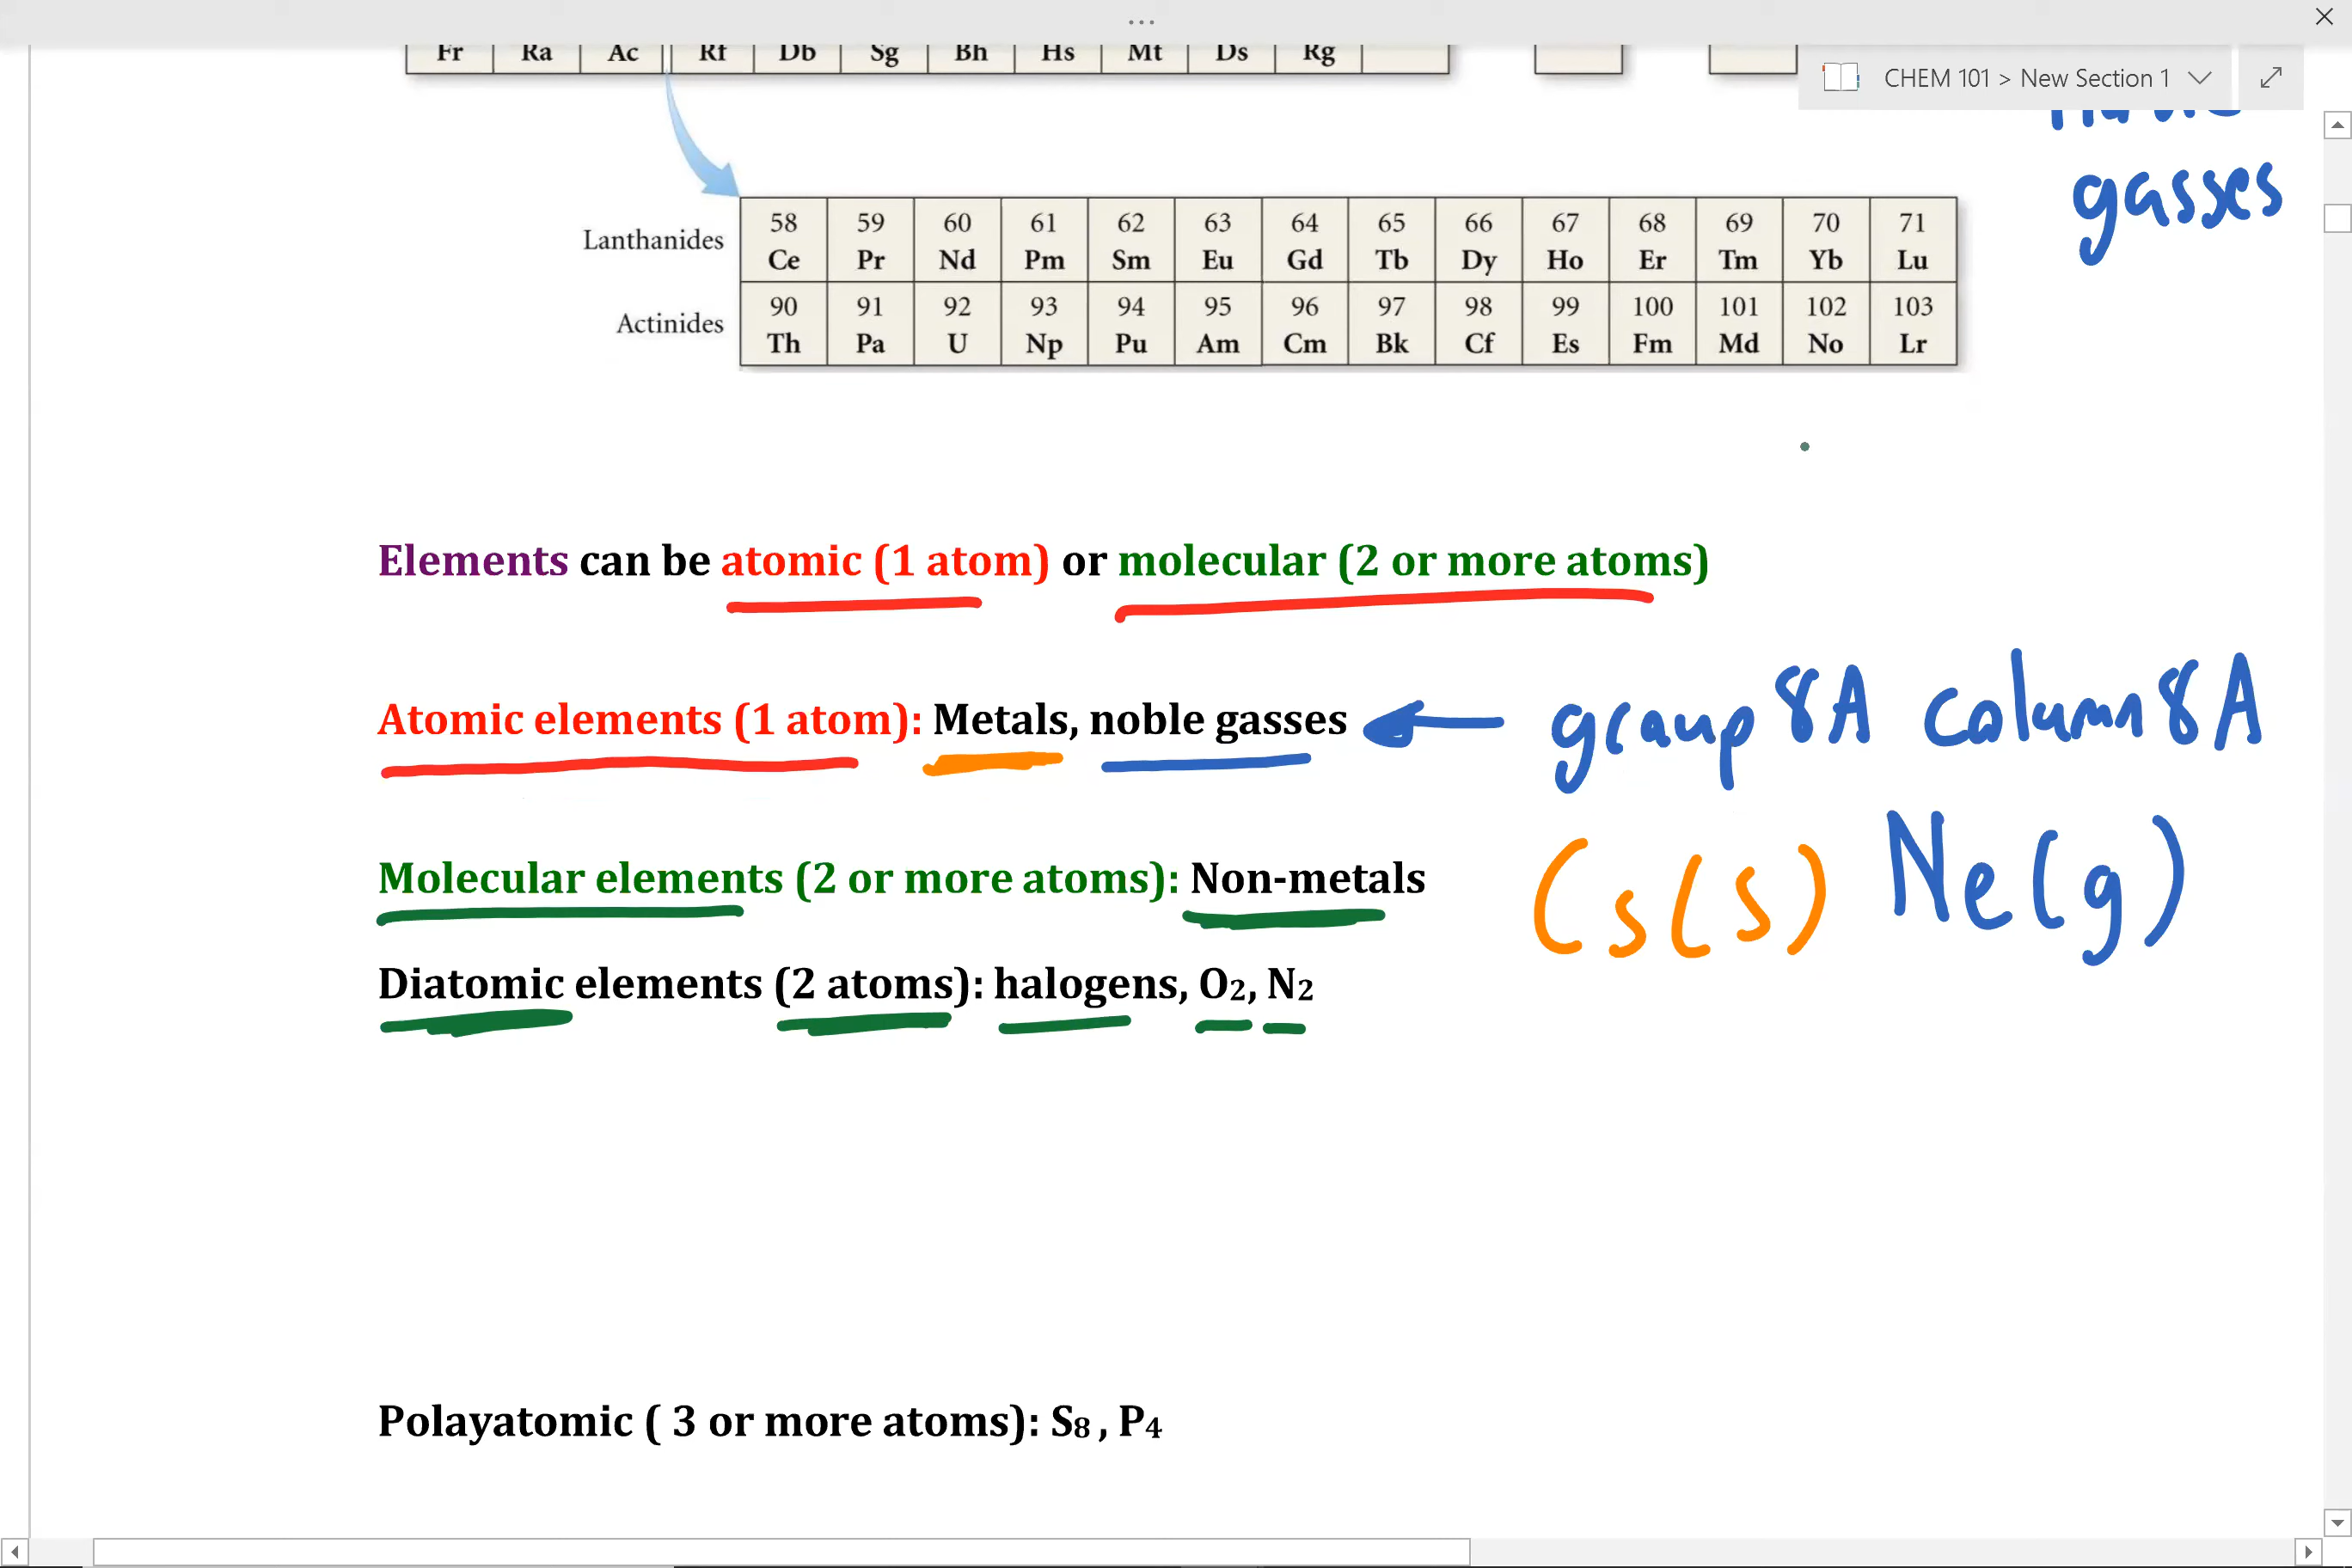 ...
Fr Ra Ac Rf Db Sg Bh Hs Mt Ds Rg
CHEM 101 > New Section 1
gasses
Lanthanides
58 59 60 61 62 63 64 65 66 67 68 69 70 71
Ce Pr Nd Pm Sm Eu Gd Tb Dy Ho Er Tm Yb Lu
Actinides
90 91 92 93 94 95 96 97 98 99 100 101 102 103
Th Pa U Np Pu Am Cm Bk Cf Es Fm Md No Lr
Elements can be atomic (1 atom) or molecular (2 or more atoms)
Atomic elements (1 atom): Metals, noble gasses
group 8A column 8A
Molecular elements (2 or more atoms): Non-metals
Cs(s) Ne(g)
Diatomic elements (2 atoms): halogens, O₂, N₂
Polayatomic ( 3 or more atoms): S₈ , P₄